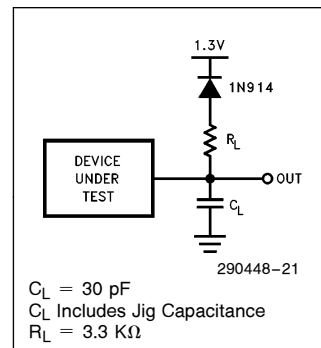 1.3V
1N914
RL
DEVICE
UNDER
TEST
OUT
CL
290448-21
CL = 30 pF
CL Includes Jig Capacitance
RL = 3.3 KΩ